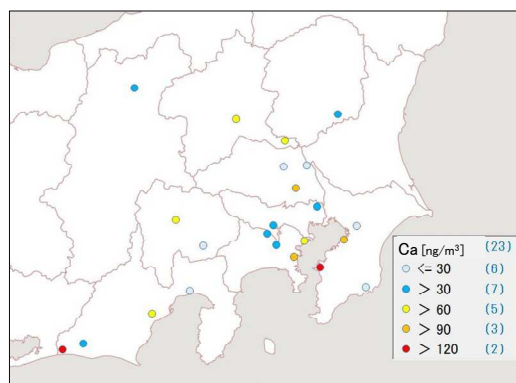 Ca [ng/m³] (23)
<= 30 (6)
> 30 (7)
> 60 (5)
> 90 (3)
> 120 (2)